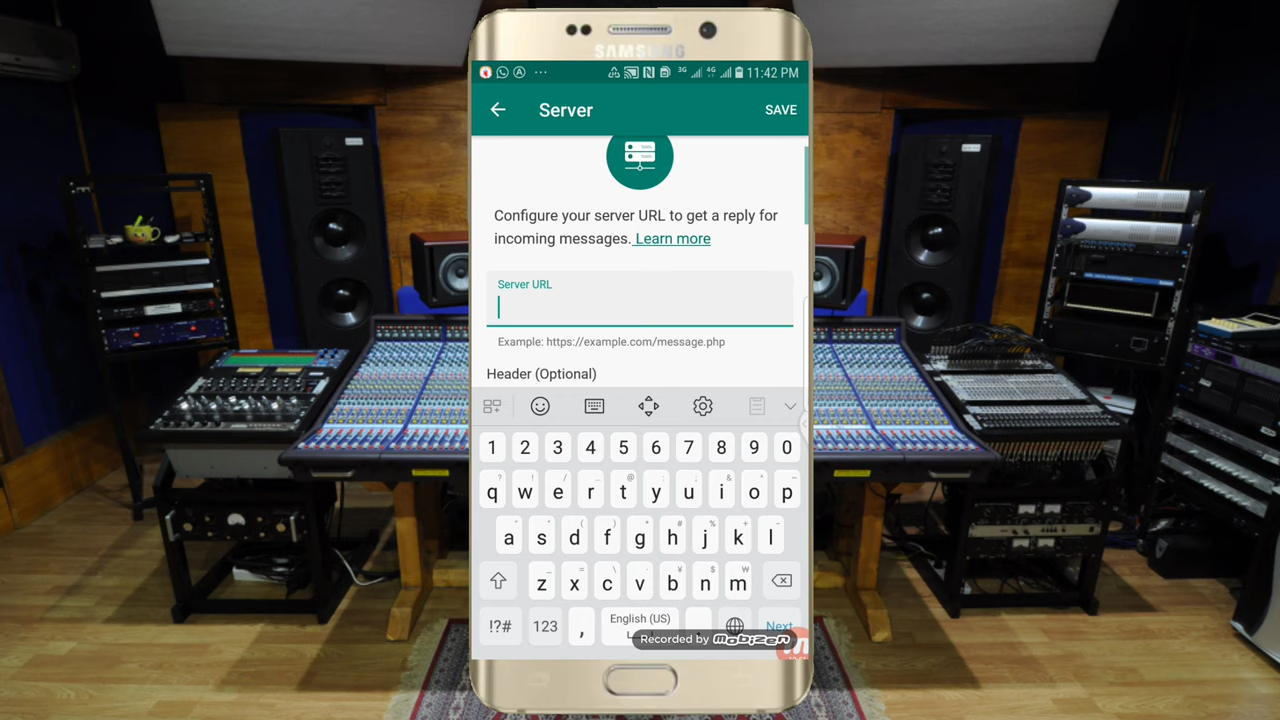 SAMSUNG
3G 4G 11:42 PM
Server SAVE
Configure your server URL to get a reply for
incoming messages. Learn more
Server URL
Example: https://example.com/message.php
Header (Optional)
1 2 3 4 5 6 7 8 9 0
q w e r t y u i o p
a s d f g h j k l
z x c v b n m
!?# 123 , English (US) . Next
Recorded by mobizen